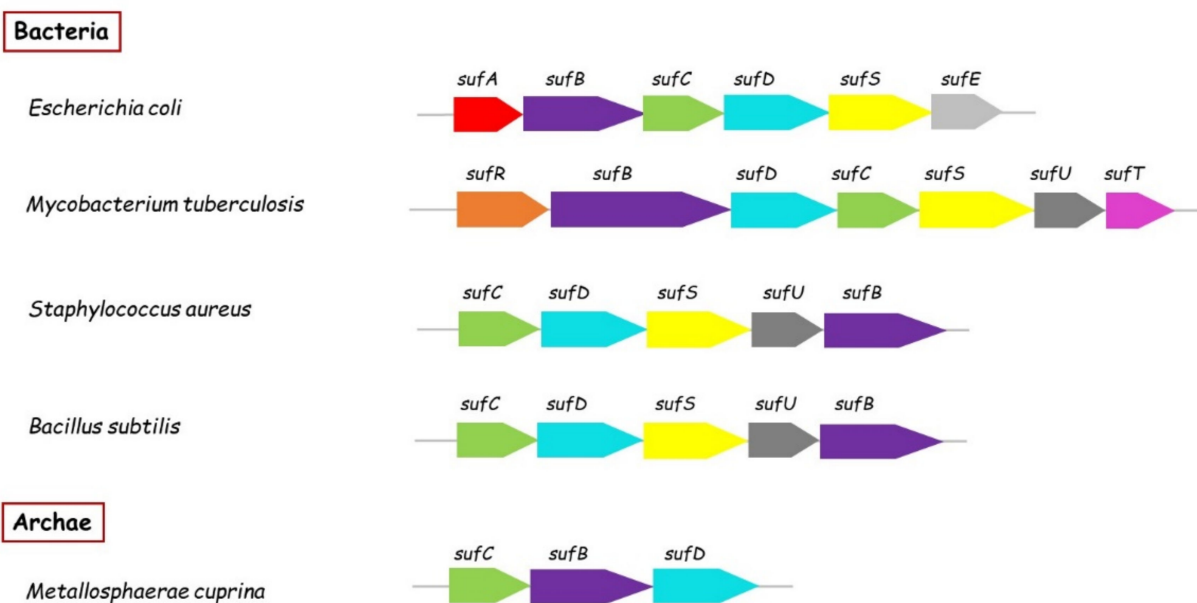 Bacteria
sufA sufB sufC sufD sufS sufE
Escherichia coli
sufR sufB sufD sufC sufS sufU sufT
Mycobacterium tuberculosis
sufC sufD sufS sufU sufB
Staphylococcus aureus
sufC sufD sufS sufU sufB
Bacillus subtilis
Archae
sufC sufB sufD
Metallosphaerae cuprina